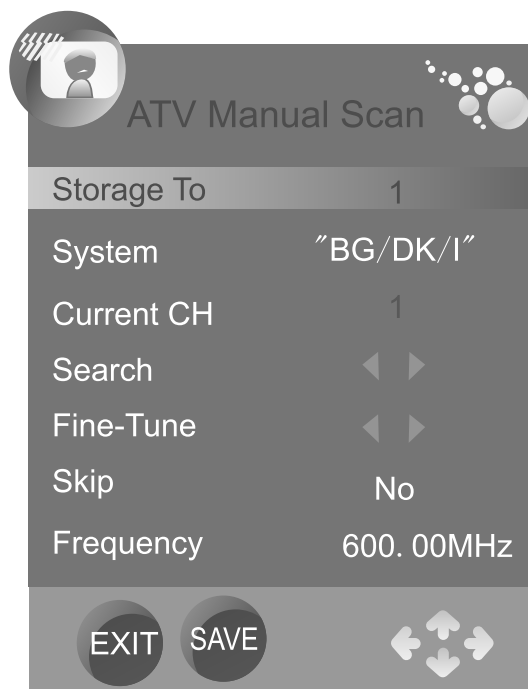 ATV Manual Scan
Storage To 1
System "BG/DK/I"
Current CH 1
Search
Fine-Tune
Skip No
Frequency 600.00MHz
EXIT SAVE